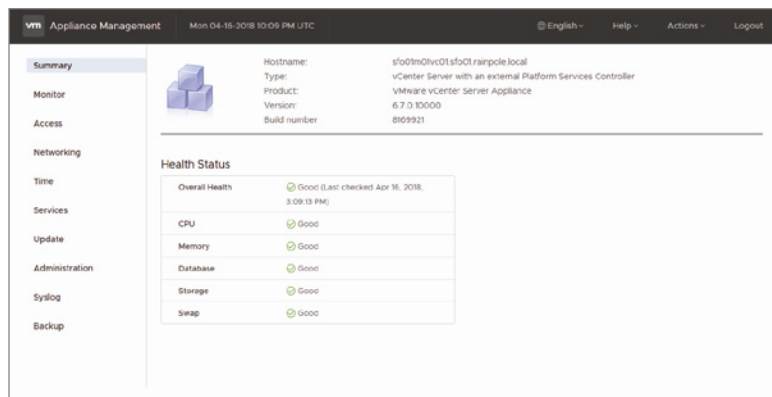 vm Appliance Management Mon 04-16-2018 10:09 PM UTC English Help Actions Logout
Summary
Monitor
Access
Networking
Time
Services
Update
Administration
Syslog
Backup
Hostname: sfo01m01vc01.sfo01.rainpole.local
Type: vCenter Server with an external Platform Services Controller
Product: VMware vCenter Server Appliance
Version: 6.7.0.10000
Build number 8169921
Health Status
Overall Health Good (Last checked Apr 16, 2018,
3:09:13 PM)
CPU Good
Memory Good
Database Good
Storage Good
Swap Good